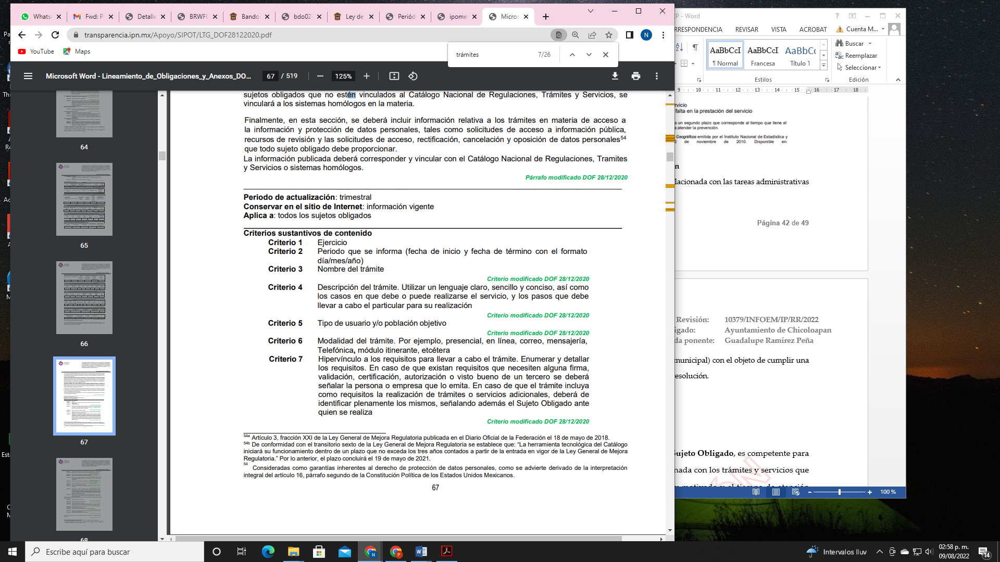 Whats
Fwd: P
Detalle
BRWFC
Bandos
bdo02
Ley de
Periód
ipome
Micros
transparencia.ipn.mx/Apoyo/SIPOT/LTG_DOF28122020.pdf
N
YouTube
Maps
trámites
7/26
Microsoft Word - Lineamiento_de_Obligaciones_y_Anexos_DO...
67 / 519
125%
64
65
66
67
68
sujetos obligados que no estén vinculados al Catálogo Nacional de Regulaciones, Trámites y Servicios, se
vinculará a los sistemas homólogos en la materia.
Finalmente, en esta sección, se deberá incluir información relativa a los trámites en materia de acceso a
la información y protección de datos personales, tales como solicitudes de acceso a información pública,
recursos de revisión y las solicitudes de acceso, rectificación, cancelación y oposición de datos personales54
que todo sujeto obligado debe proporcionar.
La información publicada deberá corresponder y vincular con el Catálogo Nacional de Regulaciones, Tramites
y Servicios o sistemas homólogos.
Párrafo modificado DOF 28/12/2020
Periodo de actualización: trimestral
Conservar en el sitio de Internet: información vigente
Aplica a: todos los sujetos obligados
Criterios sustantivos de contenido
Criterio 1 Ejercicio
Criterio 2 Periodo que se informa (fecha de inicio y fecha de término con el formato
día/mes/año)
Criterio 3 Nombre del trámite
Criterio modificado DOF 28/12/2020
Criterio 4 Descripción del trámite. Utilizar un lenguaje claro, sencillo y conciso, así como
los casos en que debe o puede realizarse el servicio, y los pasos que debe
llevar a cabo el particular para su realización
Criterio modificado DOF 28/12/2020
Criterio 5 Tipo de usuario y/o población objetivo
Criterio modificado DOF 28/12/2020
Criterio 6 Modalidad del trámite. Por ejemplo, presencial, en línea, correo, mensajería,
Telefónica, módulo itinerante, etcétera
Criterio 7 Hipervínculo a los requisitos para llevar a cabo el trámite. Enumerar y detallar
los requisitos. En caso de que existan requisitos que necesiten alguna firma,
validación, certificación, autorización o visto bueno de un tercero se deberá
señalar la persona o empresa que lo emita. En caso de que el trámite incluya
como requisitos la realización de trámites o servicios adicionales, deberá de
identificar plenamente los mismos, señalando además el Sujeto Obligado ante
quien se realiza
Criterio modificado DOF 28/12/2020
54a Artículo 3, fracción XXI de la Ley General de Mejora Regulatoria publicada en el Diario Oficial de la Federación el 18 de mayo de 2018.
54b De conformidad con el transitorio sexto de la Ley General de Mejora Regulatoria se establece que: “La herramienta tecnológica del Catálogo
iniciará su funcionamiento dentro de un plazo que no exceda los tres años contados a partir de la entrada en vigor de la Ley General de Mejora
Regulatoria.” Por lo anterior, el plazo concluirá el 19 de mayo de 2021.
54
Consideradas como garantías inherentes al derecho de protección de datos personales, como se advierte derivado de la interpretación
integral del artículo 16, párrafo segundo de la Constitución Política de los Estados Unidos Mexicanos.
67
P - Word
RRESPONDENCIA REVISAR VISTA ACROBAT Cuenta M...
AaBbCcI AaBbCcI AaBbCc
¶ Normal Francesa Título 1
Estilos
Buscar
Reemplazar
Seleccionar
Edición
9 10 11 12 13 14 15 16 17 18
rvicio
falta en la prestación del servicio
a un segundo plazo que corresponde al tiempo que tiene el
a atender la prevención.
Geográficos emitida por el Instituto Nacional de Estadística y
2 de noviembre de 2010. Disponible en:
n
lacionada con las tareas administrativas
Página 42 de 49
Revisión: 10379/INFOEM/IP/RR/2022
igado: Ayuntamiento de Chicoloapan
da ponente: Guadalupe Ramírez Peña
municipal) con el objeto de cumplir una
resolución.
Sujeto Obligado, es competente para
nada con los trámites y servicios que
100 %
Escribe aquí para buscar
Intervalos lluv
02:58 p. m.
09/08/2022
14